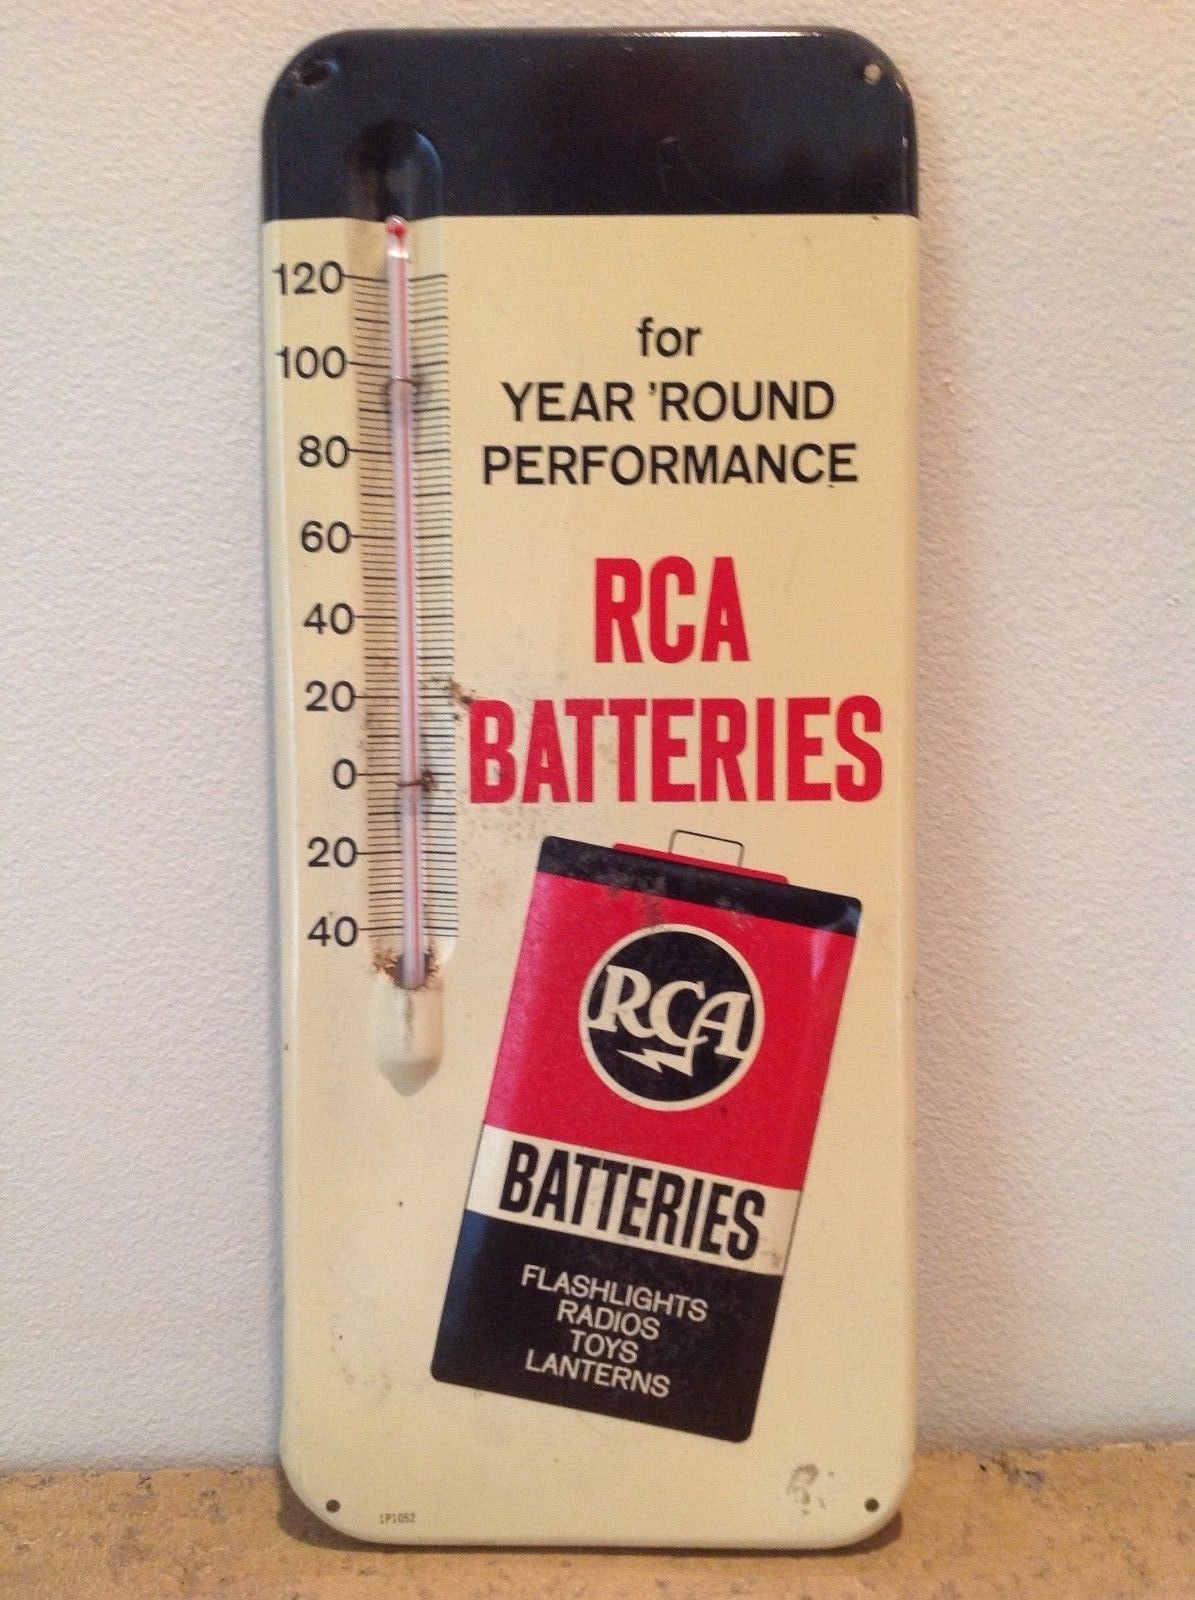 for
YEAR 'ROUND
PERFORMANCE
RCA
BATTERIES
120
100
80
60
40
20
0
20
40
RCA
BATTERIES
FLASHLIGHTS
RADIOS
TOYS
LANTERNS
1P1052